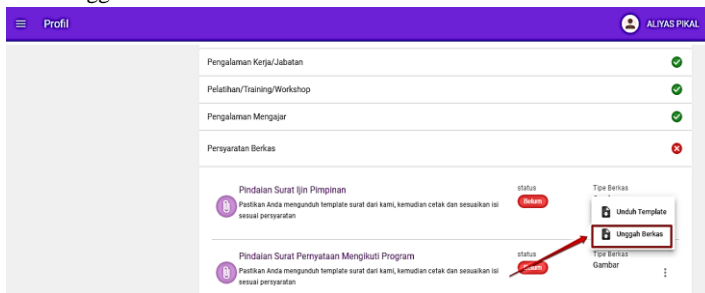 Profil
ALIYAS PIKAL
Pengalaman Kerja/Jabatan
Pelatihan/Training/Workshop
Pengalaman Mengajar
Persyaratan Berkas
Pindaian Surat Ijin Pimpinan
Pastikan Anda mengunduh template surat dari kami, kemudian cetak dan sesuaikan isi
sesuai persyaratan
status
Belum
Tipe Berkas
Unduh Template
Unggah Berkas
Pindaian Surat Pernyataan Mengikuti Program
Pastikan Anda mengunduh template surat dari kami, kemudian cetak dan sesuaikan isi
sesuai persyaratan
status
Belum
Tipe Berkas
Gambar